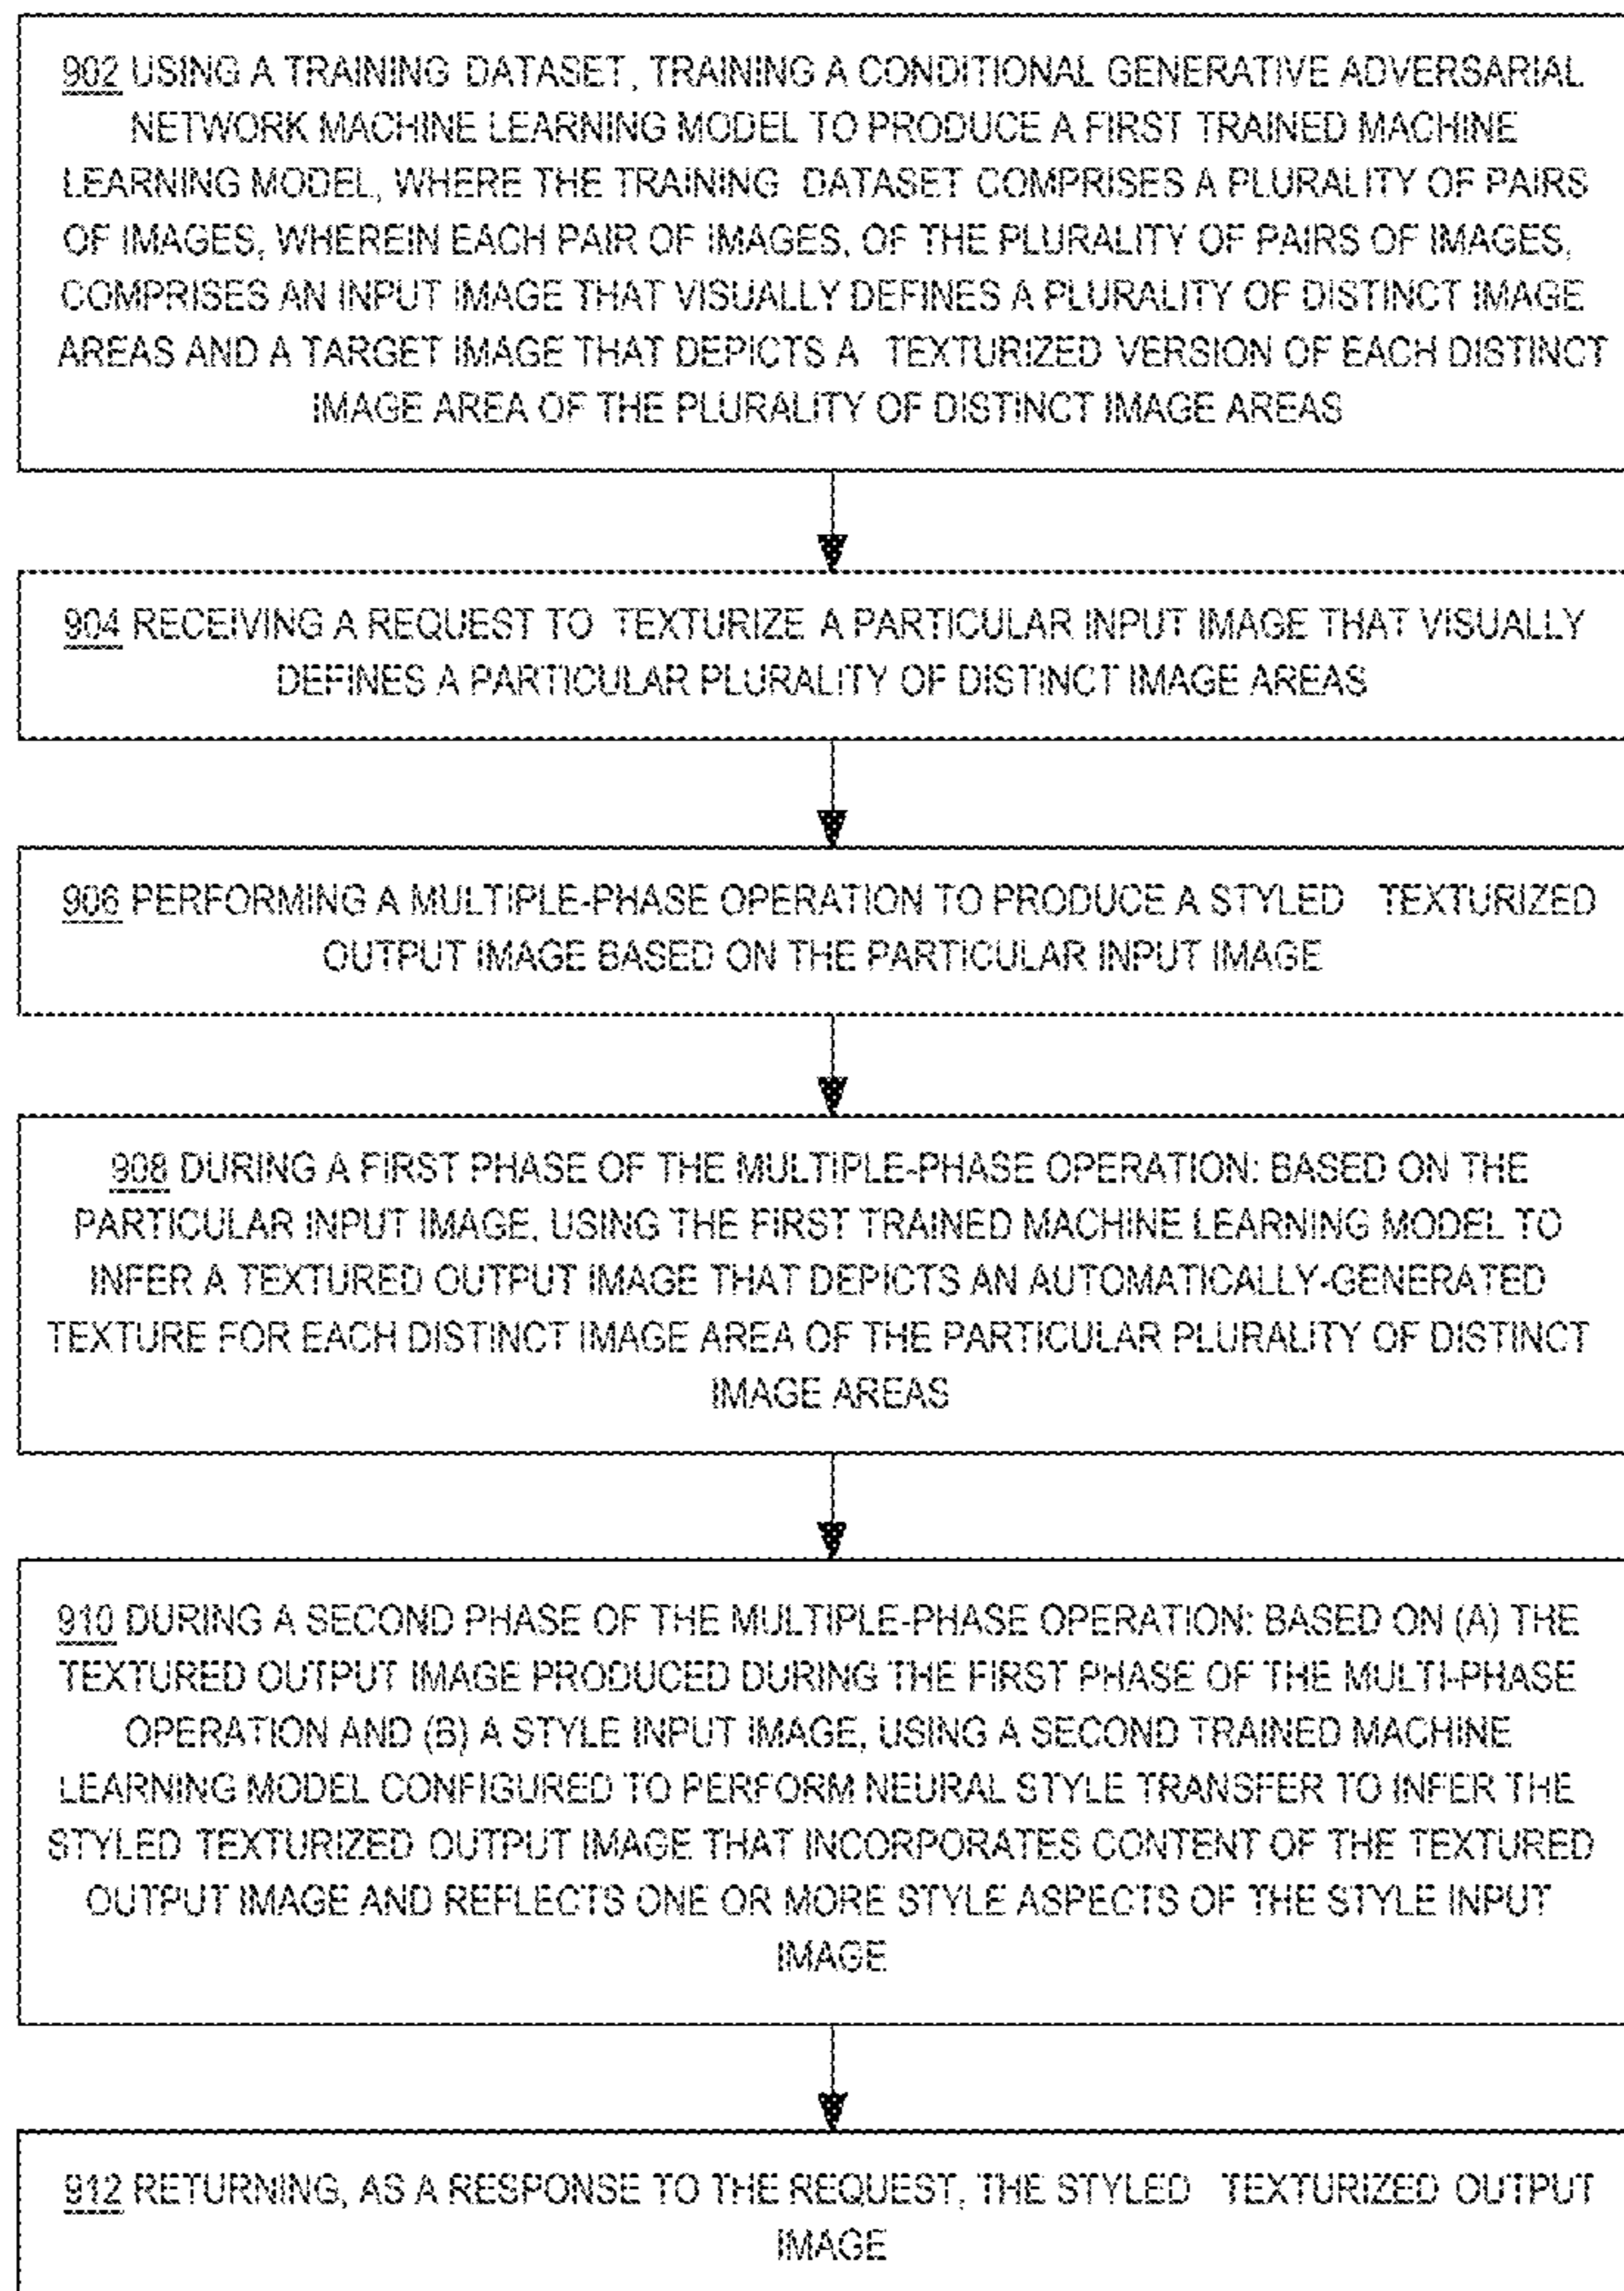 902 USING A TRAINING DATASET, TRAINING A CONDITIONAL GENERATIVE ADVERSARIAL
NETWORK MACHINE LEARNING MODEL TO PRODUCE A FIRST TRAINED MACHINE
LEARNING MODEL, WHERE THE TRAINING DATASET COMPRISES A PLURALITY OF PAIRS
OF IMAGES, WHEREIN EACH PAIR OF IMAGES, OF THE PLURALITY OF PAIRS OF IMAGES,
COMPRISES AN INPUT IMAGE THAT VISUALLY DEFINES A PLURALITY OF DISTINCT IMAGE
AREAS AND A TARGET IMAGE THAT DEPICTS A TEXTURIZED VERSION OF EACH DISTINCT
IMAGE AREA OF THE PLURALITY OF DISTINCT IMAGE AREAS
904 RECEIVING A REQUEST TO TEXTURIZE A PARTICULAR INPUT IMAGE THAT VISUALLY
DEFINES A PARTICULAR PLURALITY OF DISTINCT IMAGE AREAS
906 PERFORMING A MULTIPLE-PHASE OPERATION TO PRODUCE A STYLED TEXTURIZED
OUTPUT IMAGE BASED ON THE PARTICULAR INPUT IMAGE
908 DURING A FIRST PHASE OF THE MULTIPLE-PHASE OPERATION: BASED ON THE
PARTICULAR INPUT IMAGE, USING THE FIRST TRAINED MACHINE LEARNING MODEL TO
INFER A TEXTURED OUTPUT IMAGE THAT DEPICTS AN AUTOMATICALLY-GENERATED
TEXTURE FOR EACH DISTINCT IMAGE AREA OF THE PARTICULAR PLURALITY OF DISTINCT
IMAGE AREAS
910 DURING A SECOND PHASE OF THE MULTIPLE-PHASE OPERATION: BASED ON (A) THE
TEXTURED OUTPUT IMAGE PRODUCED DURING THE FIRST PHASE OF THE MULTI-PHASE
OPERATION AND (B) A STYLE INPUT IMAGE, USING A SECOND TRAINED MACHINE
LEARNING MODEL CONFIGURED TO PERFORM NEURAL STYLE TRANSFER TO INFER THE
STYLED TEXTURIZED OUTPUT IMAGE THAT INCORPORATES CONTENT OF THE TEXTURED
OUTPUT IMAGE AND REFLECTS ONE OR MORE STYLE ASPECTS OF THE STYLE INPUT
IMAGE
912 RETURNING, AS A RESPONSE TO THE REQUEST, THE STYLED TEXTURIZED OUTPUT
IMAGE